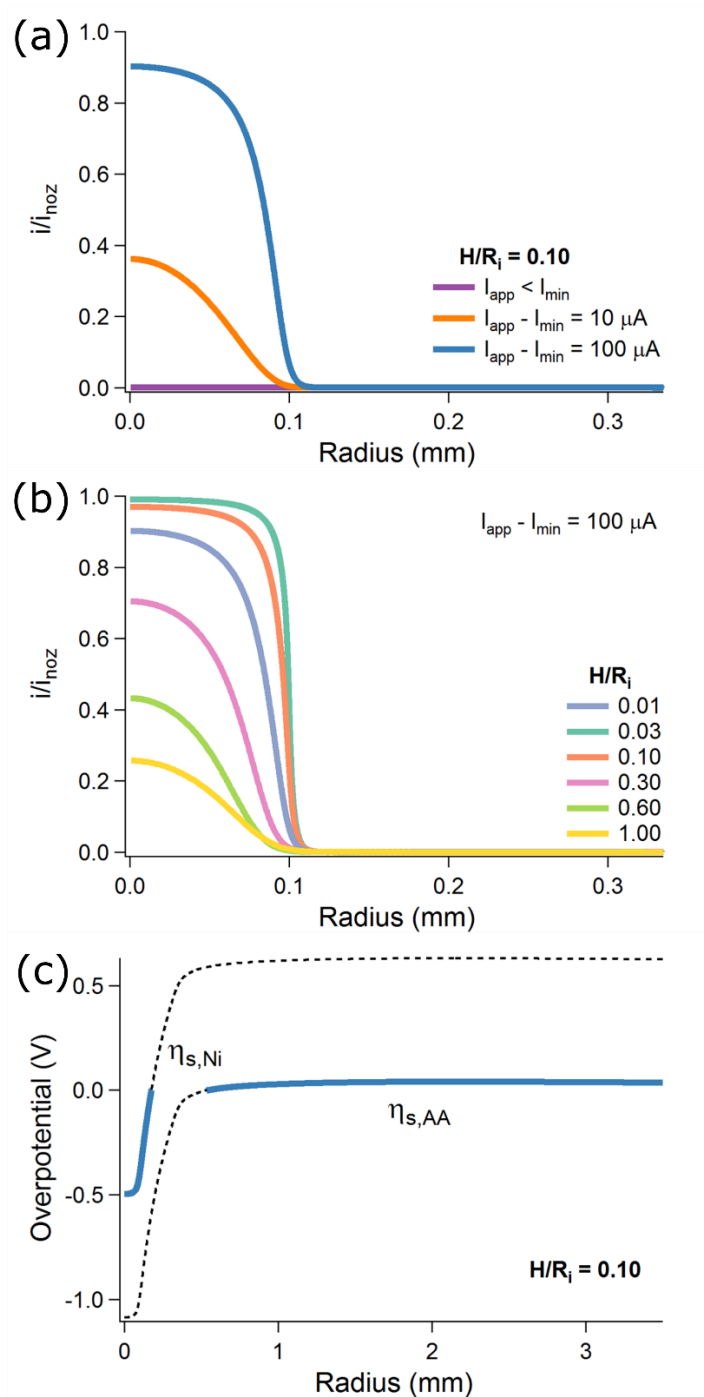 (a)
1.0
0.8
0.6
0.4
0.2
0.0
i/i_noz
H/R_i = 0.10
I_app < I_min
I_app - I_min = 10 μA
I_app - I_min = 100 μA
0.0 0.1 0.2 0.3
Radius (mm)
(b)
1.0
0.8
0.6
0.4
0.2
0.0
i/i_noz
I_app - I_min = 100 μA
H/R_i
0.01
0.03
0.10
0.30
0.60
1.00
0.0 0.1 0.2 0.3
Radius (mm)
(c)
0.5
0.0
-0.5
-1.0
Overpotential (V)
η_s,Ni
η_s,AA
H/R_i = 0.10
0 1 2 3
Radius (mm)